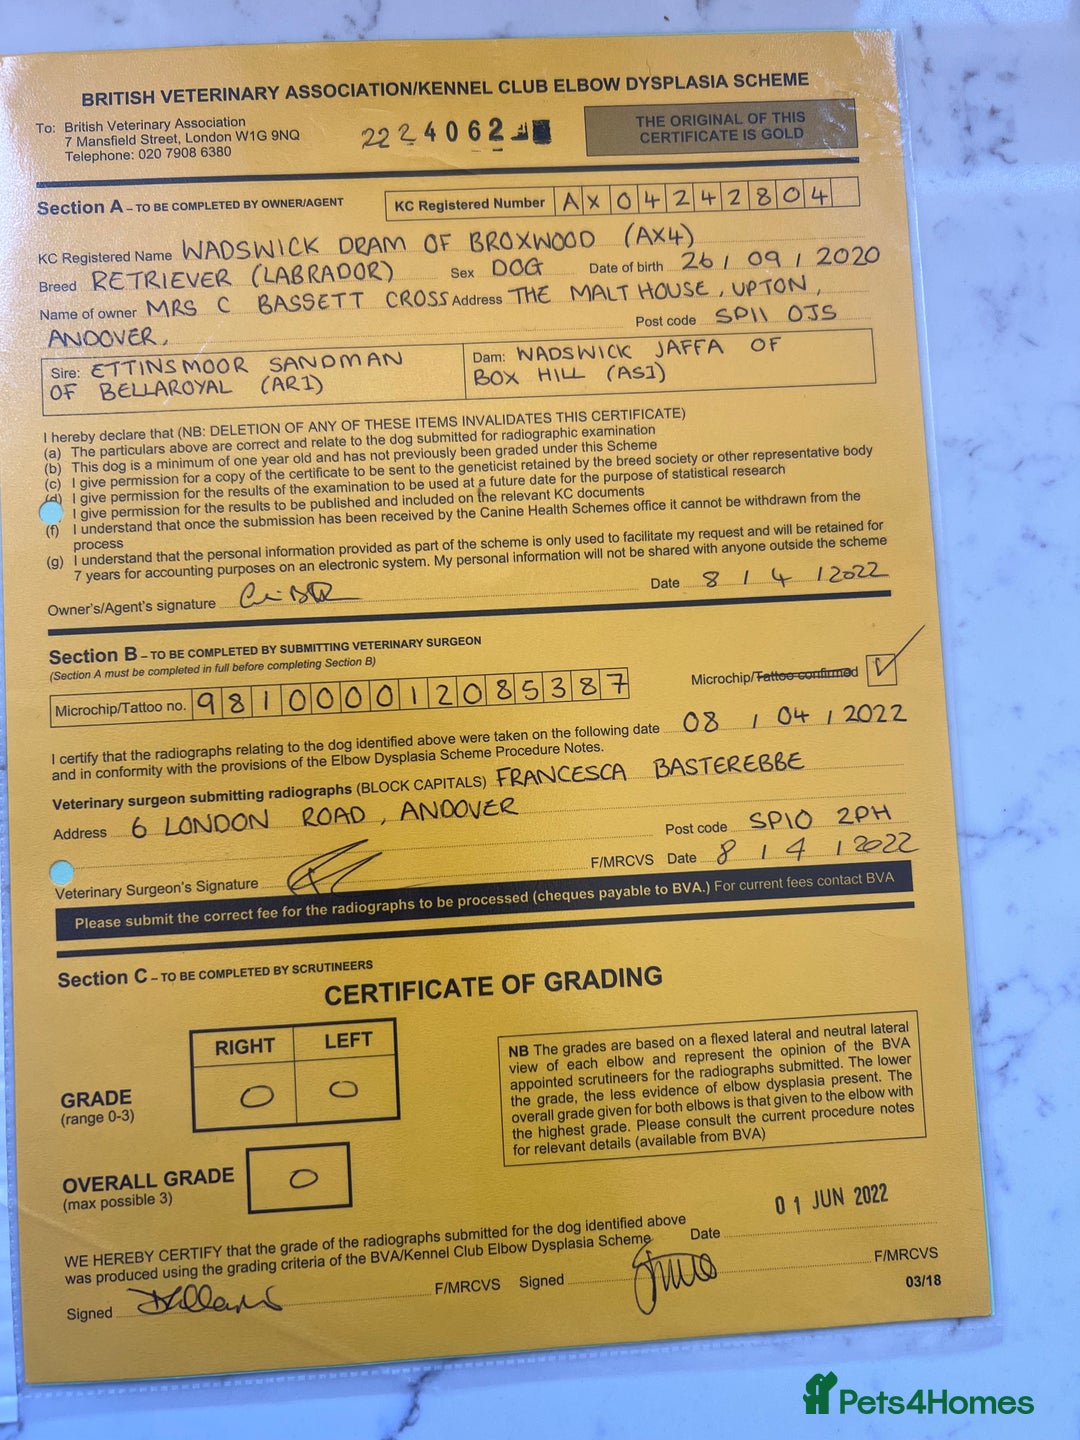 BRITISH VETERINARY ASSOCIATION/KENNEL CLUB ELBOW DYSPLASIA SCHEME
To: British Veterinary Association
7 Mansfield Street, London W1G 9NQ
Telephone: 020 7908 6380
2224062
THE ORIGINAL OF THIS
CERTIFICATE IS GOLD
Section A – TO BE COMPLETED BY OWNER/AGENT
KC Registered Number AX04242804
KC Registered Name WADSWICK DRAM OF BROXWOOD (AX4)
Breed RETRIEVER (LABRADOR) Sex DOG Date of birth 26 / 09 / 2020
Name of owner MRS C BASSETT CROSS Address THE MALT HOUSE, UPTON,
ANDOVER, Post code SP11 0JS
Sire: ETTINSMOOR SANDMAN
OF BELLAROYAL (ARI)
Dam: WADSWICK JAFFA OF
BOX HILL (ASI)
I hereby declare that (NB: DELETION OF ANY OF THESE ITEMS INVALIDATES THIS CERTIFICATE)
(a) The particulars above are correct and relate to the dog submitted for radiographic examination
(b) This dog is a minimum of one year old and has not previously been graded under this Scheme
(c) I give permission for a copy of the certificate to be sent to the geneticist retained by the breed society or other representative body
(d) I give permission for the results of the examination to be used at a future date for the purpose of statistical research
I give permission for the results to be published and included on the relevant KC documents
(f) I understand that once the submission has been received by the Canine Health Schemes office it cannot be withdrawn from the
process
(g) I understand that the personal information provided as part of the scheme is only used to facilitate my request and will be retained for
7 years for accounting purposes on an electronic system. My personal information will not be shared with anyone outside the scheme
Owner's/Agent's signature Date 8 / 4 / 2022
Section B – TO BE COMPLETED BY SUBMITTING VETERINARY SURGEON
(Section A must be completed in full before completing Section B)
Microchip/Tattoo no. 981000012085387 Microchip/Tattoo confirmed
I certify that the radiographs relating to the dog identified above were taken on the following date 08 / 04 / 2022
and in conformity with the provisions of the Elbow Dysplasia Scheme Procedure Notes.
Veterinary surgeon submitting radiographs (BLOCK CAPITALS) FRANCESCA BASTEREBBE
Address 6 LONDON ROAD, ANDOVER
Post code SP10 2PH
Veterinary Surgeon's Signature F/MRCVS Date 8 / 4 / 2022
Please submit the correct fee for the radiographs to be processed (cheques payable to BVA.) For current fees contact BVA
Section C – TO BE COMPLETED BY SCRUTINEERS
CERTIFICATE OF GRADING
RIGHT LEFT
GRADE
(range 0-3)
0 0
OVERALL GRADE
(max possible 3)
0
NB The grades are based on a flexed lateral and neutral lateral
view of each elbow and represent the opinion of the BVA
appointed scrutineers for the radiographs submitted. The lower
the grade, the less evidence of elbow dysplasia present. The
overall grade given for both elbows is that given to the elbow with
the highest grade. Please consult the current procedure notes
for relevant details (available from BVA)
WE HEREBY CERTIFY that the grade of the radiographs submitted for the dog identified above
was produced using the grading criteria of the BVA/Kennel Club Elbow Dysplasia Scheme
Date 01 JUN 2022
Signed F/MRCVS Signed F/MRCVS
03/18
Pets4Homes